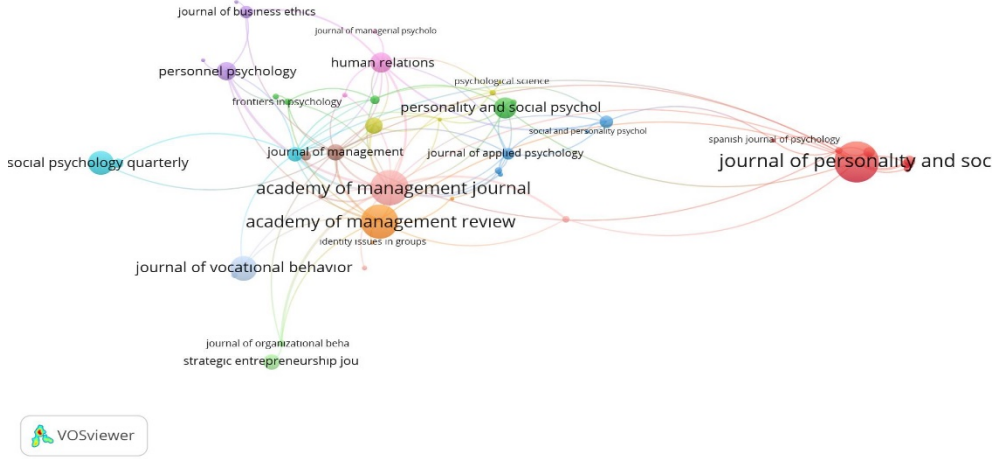 journal of business ethics
journal of managerial psycholo
human relations
personnel psychology
psychological science
frontiers in psychology
personality and social psychol
social and personality psychol
spanish journal of psychology
journal of management
journal of applied psychology
social psychology quarterly
journal of personality and soc
academy of management journal
academy of management review
identity issues in groups
journal of vocational behavior
journal of organizational beha
strategic entrepreneurship jou
VOSviewer